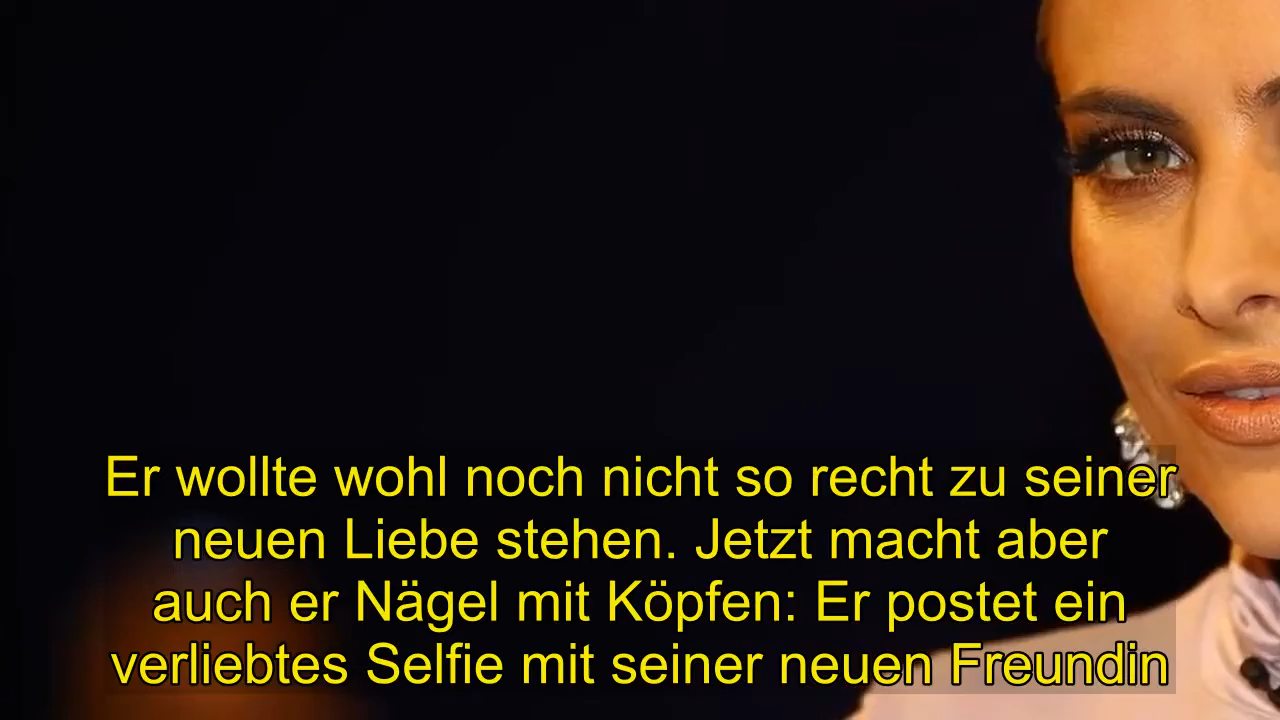 Er wollte wohl noch nicht so recht zu seiner
neuen Liebe stehen. Jetzt macht aber
auch er Nägel mit Köpfen: Er postet ein
verliebtes Selfie mit seiner neuen Freundin